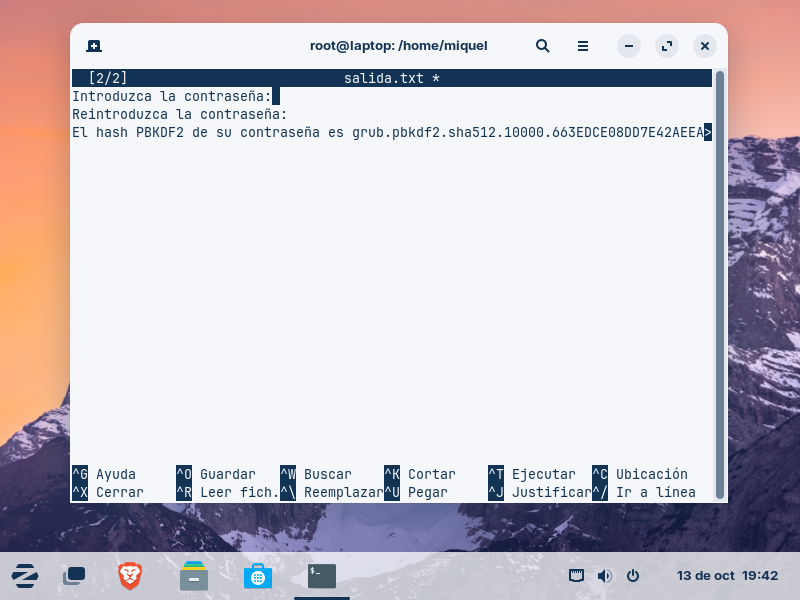 root@laptop: /home/miquel
[2/2] salida.txt *
Introduzca la contraseña:
Reintroduzca la contraseña:
El hash PBKDF2 de su contraseña es grub.pbkdf2.sha512.10000.663EDCE08DD7E42AEEA>
^G Ayuda ^O Guardar ^W Buscar ^K Cortar ^T Ejecutar ^C Ubicación
^X Cerrar ^R Leer fich. ^\ Reemplazar ^U Pegar ^J Justificar ^/ Ir a línea
$_
13 de oct 19:42